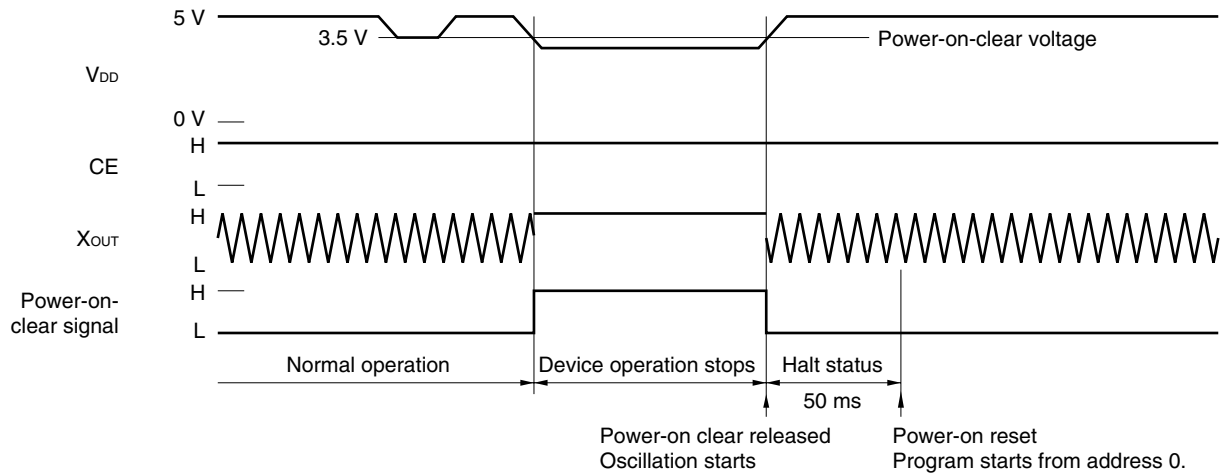 5 V
3.5 V
Power-on-clear voltage
VDD
0 V
H
CE
L
H
XOUT
L
H
Power-on-
clear signal
L
Normal operation
Device operation stops
Halt status
50 ms
Power-on clear released
Oscillation starts
Power-on reset
Program starts from address 0.